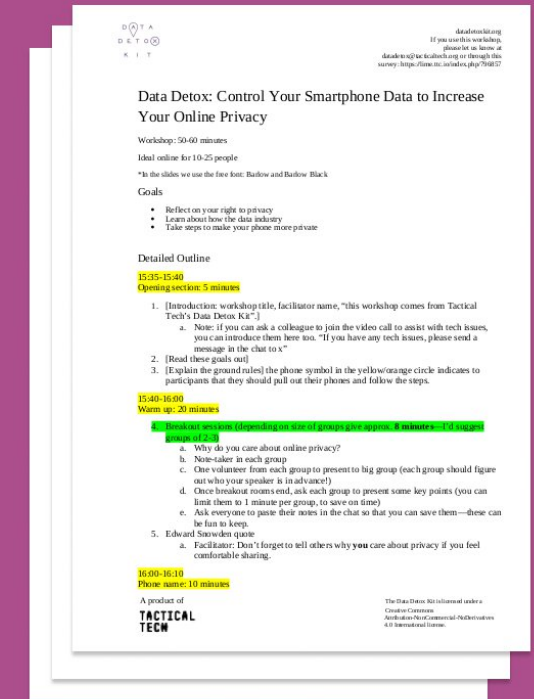 DATA
DETOX
KIT
datadetoxkit.org
If you use this workshop,
please let us know at
datadetox@tacticaltech.org or through this
survey: https://lime.ttc.io/index.php/796857
Data Detox: Control Your Smartphone Data to Increase
Your Online Privacy
Workshop: 50-60 minutes
Ideal online for 10-25 people
*In the slides we use the free font: Barlow and Barlow Black
Goals
• Reflect on your right to privacy
• Learn about how the data industry
• Take steps to make your phone more private
Detailed Outline
15:35-15:40
Opening section: 5 minutes
1. [Introduction: workshop title, facilitator name, “this workshop comes from Tactical
Tech’s Data Detox Kit”.]
a. Note: if you can ask a colleague to join the video call to assist with tech issues,
you can introduce them here too. “If you have any tech issues, please send a
message in the chat to x”
2. [Read these goals out]
3. [Explain the ground rules] the phone symbol in the yellow/orange circle indicates to
participants that they should pull out their phones and follow the steps.
15:40-16:00
Warm up: 20 minutes
4. Breakout sessions (depending on size of groups give approx. 8 minutes—I’d suggest
groups of 2-3)
a. Why do you care about online privacy?
b. Note-taker in each group
c. One volunteer from each group to present to big group (each group should figure
out who your speaker is in advance!)
d. Once breakout rooms end, ask each group to present some key points (you can
limit them to 1 minute per group, to save on time)
e. Ask everyone to paste their notes in the chat so that you can save them—these can
be fun to keep.
5. Edward Snowden quote
a. Facilitator: Don’t forget to tell others why you care about privacy if you feel
comfortable sharing.
16:00-16:10
Phone name: 10 minutes
A product of
TACTICAL
TECH
The Data Detox Kit is licensed under a
Creative Commons
Attribution-NonCommercial-NoDerivatives
4.0 International license.